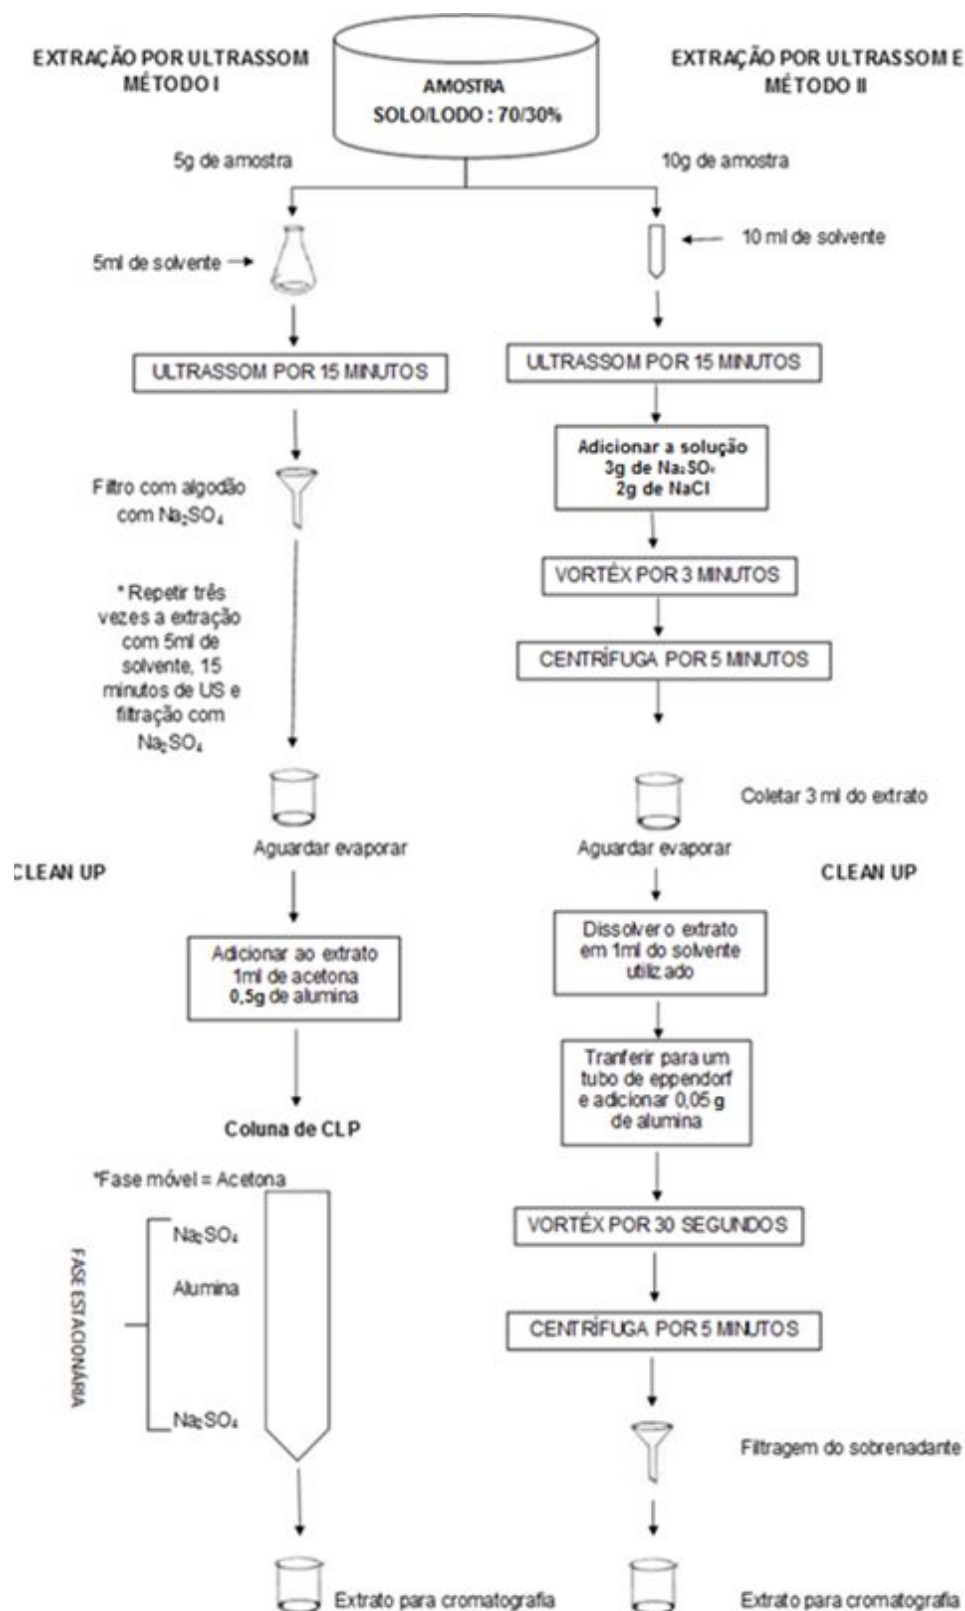 EXTRAÇÃO POR ULTRASSOM
MÉTODO I
EXTRAÇÃO POR ULTRASSOM E
MÉTODO II
AMOSTRA
SOLO/LODO : 70/30%
5g de amostra
10g de amostra
5ml de solvente
10 ml de solvente
ULTRASSOM POR 15 MINUTOS
Filtro com algodão
com Na₂SO₄
* Repetir três
vezes a extração
com 5ml de
solvente, 15
minutos de US e
filtração com
Na₂SO₄
Aguardar evaporar
CLEAN UP
Adicionar ao extrato
1ml de acetona
0,5g de alumina
Coluna de CLP
*Fase móvel = Acetona
FASE ESTACIONÁRIA
Na₂SO₄
Alumina
Na₂SO₄
Extrato para cromatografia
ULTRASSOM POR 15 MINUTOS
Adicionar a solução
3g de Na₂SO₄
2g de NaCl
VORTÉX POR 3 MINUTOS
CENTRÍFUGA POR 5 MINUTOS
Coletar 3 ml do extrato
Aguardar evaporar
CLEAN UP
Dissolver o extrato
em 1ml do solvente
utilizado
Tranferir para um
tubo de eppendorf
e adicionar 0,05 g
de alumina
VORTÉX POR 30 SEGUNDOS
CENTRÍFUGA POR 5 MINUTOS
Filtragem do sobrenadante
Extrato para cromatografia